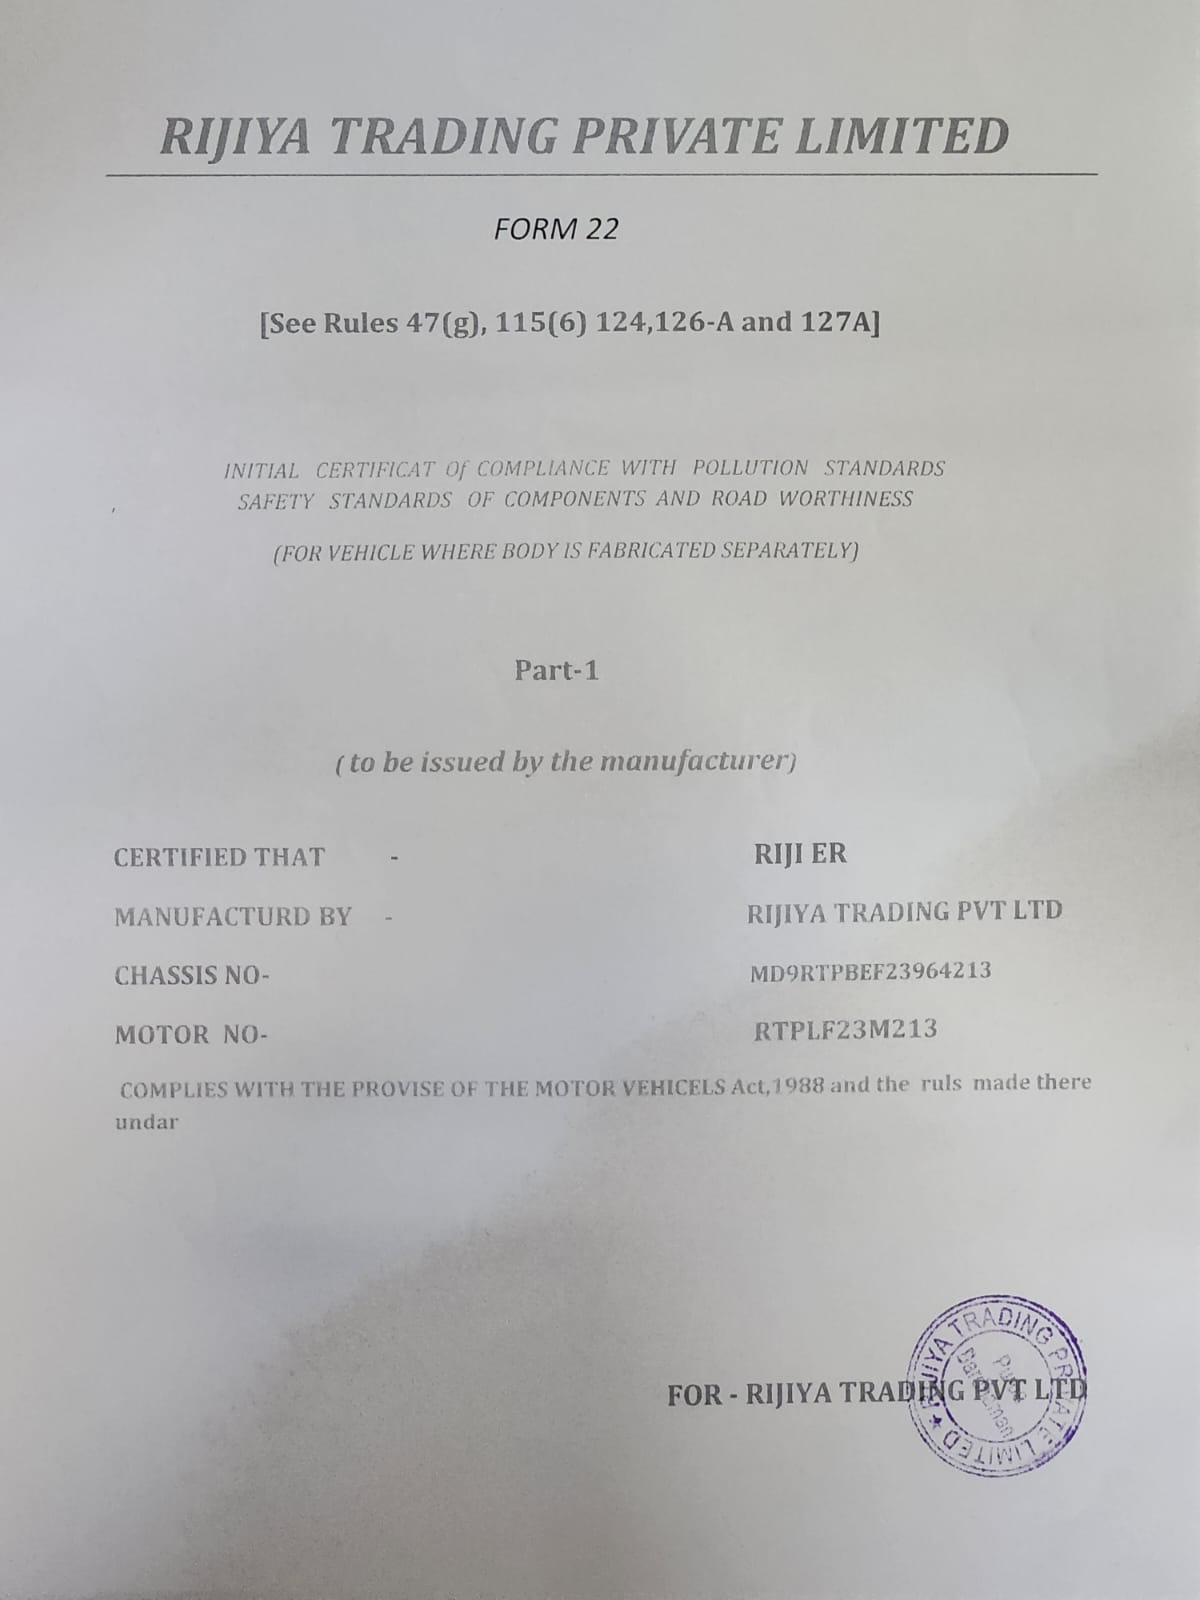 RIJIYA TRADING PRIVATE LIMITED
FORM 22
[See Rules 47(g), 115(6) 124,126-A and 127A]
INITIAL CERTIFICAT Of COMPLIANCE WITH POLLUTION STANDARDS
SAFETY STANDARDS OF COMPONENTS AND ROAD WORTHINESS
(FOR VEHICLE WHERE BODY IS FABRICATED SEPARATELY)
Part-1
( to be issued by the manufacturer)
CERTIFIED THAT - RIJI ER
MANUFACTURD BY - RIJIYA TRADING PVT LTD
CHASSIS NO- MD9RTPBEF23964213
MOTOR NO- RTPLF23M213
COMPLIES WITH THE PROVISE OF THE MOTOR VEHICELS Act,1988 and the ruls made there
undar
FOR - RIJIYA TRADING PVT LTD
RIJIYA TRADING PRIVATE LIMITED